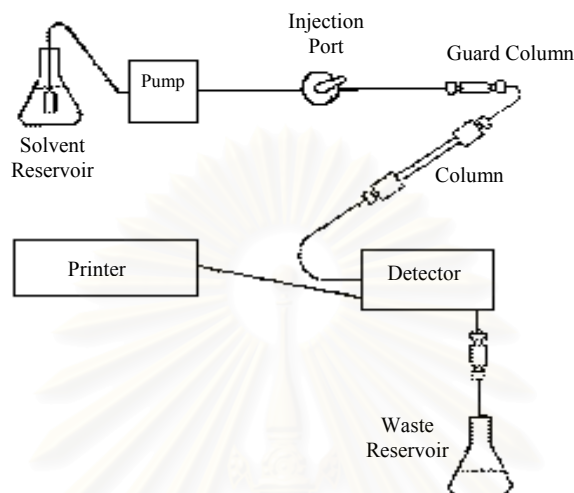 Injection
Port
Guard Column
Pump
Solvent
Reservoir
Column
Printer
Detector
Waste
Reservoir